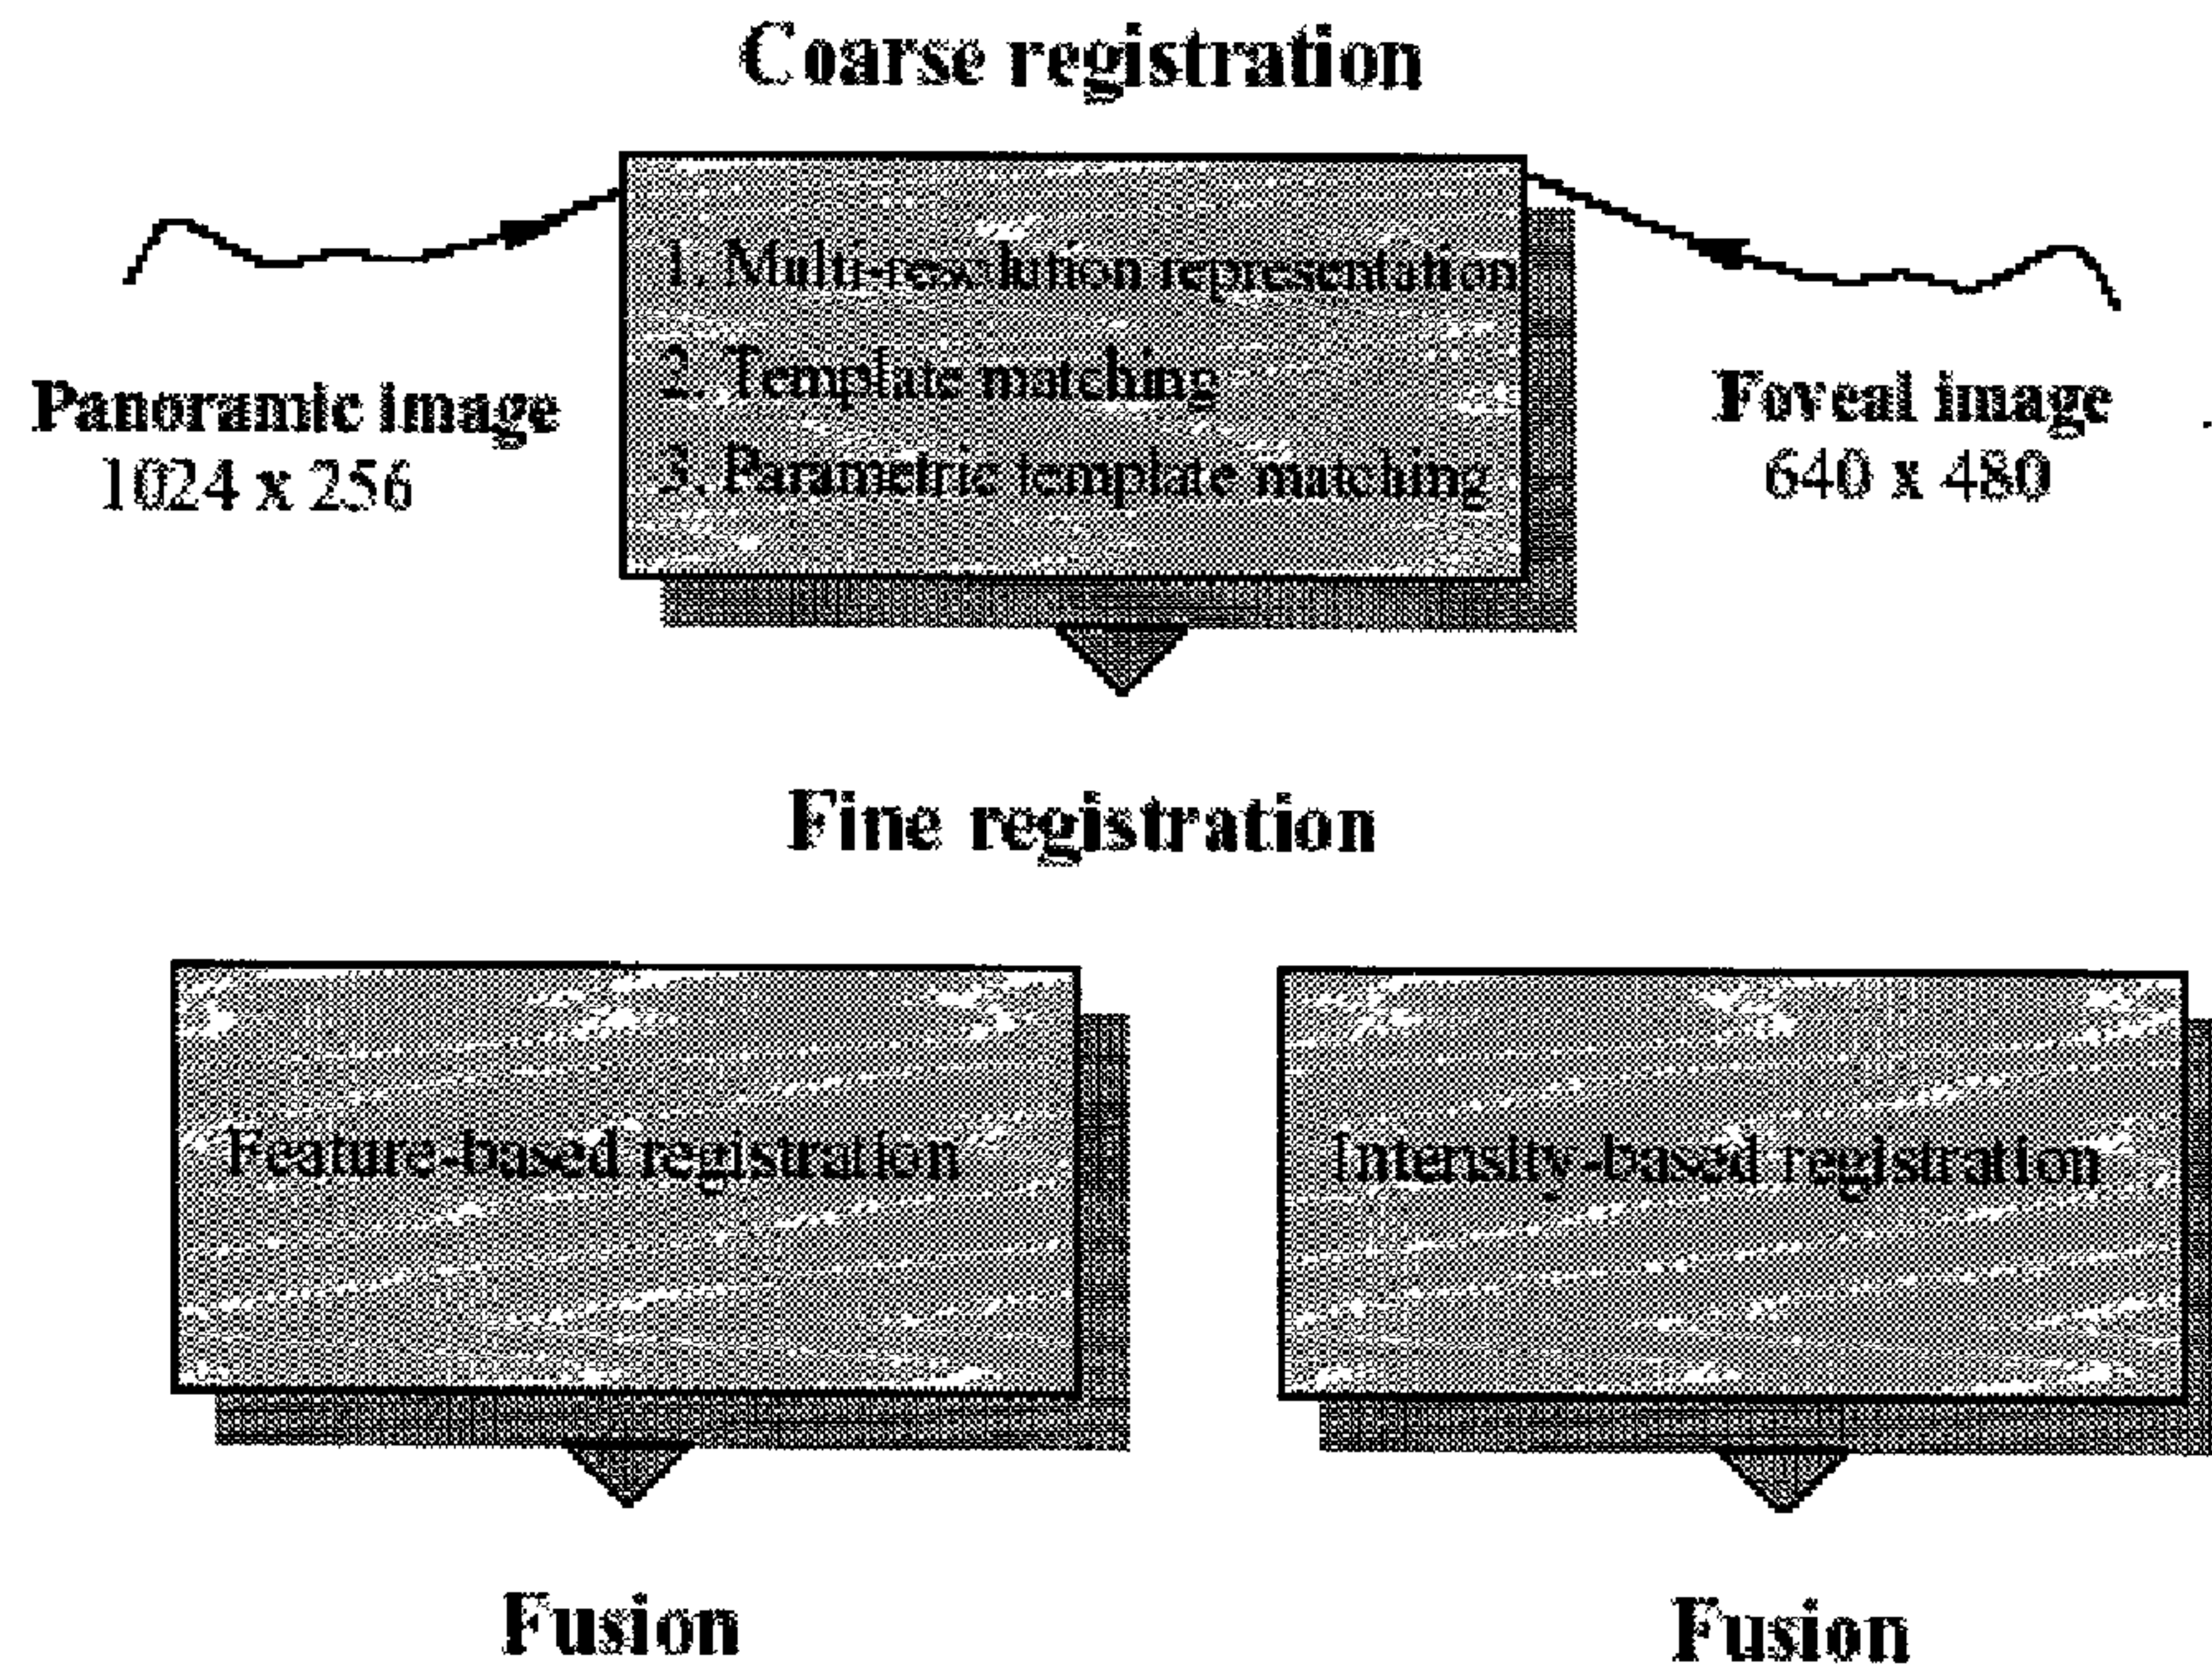 Coarse registration
1. Multi-resolution representation
2. Template matching
3. Parametric template matching
Panoramic image
1024 x 256
Foveal image
640 x 480
Fine registration
Feature-based registration
Intensity-based registration
Fusion
Fusion